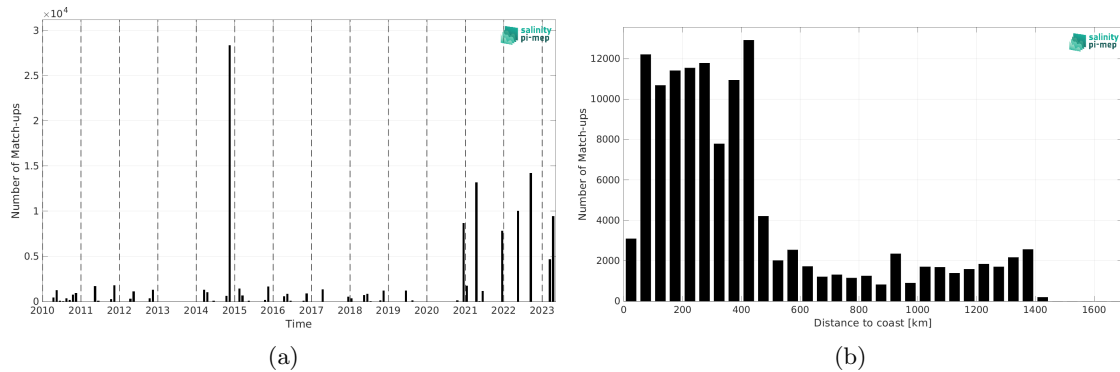 ×10⁴
3
2.5
2
1.5
1
0.5
0
Number of Match-ups
2010 2011 2012 2013 2014 2015 2016 2017 2018 2019 2020 2021 2022 2023
Time
salinity
pi-mep
(a)
12000
10000
8000
6000
4000
2000
0
Number of Match-ups
0 200 400 600 800 1000 1200 1400 1600
Distance to coast [km]
salinity
pi-mep
(b)